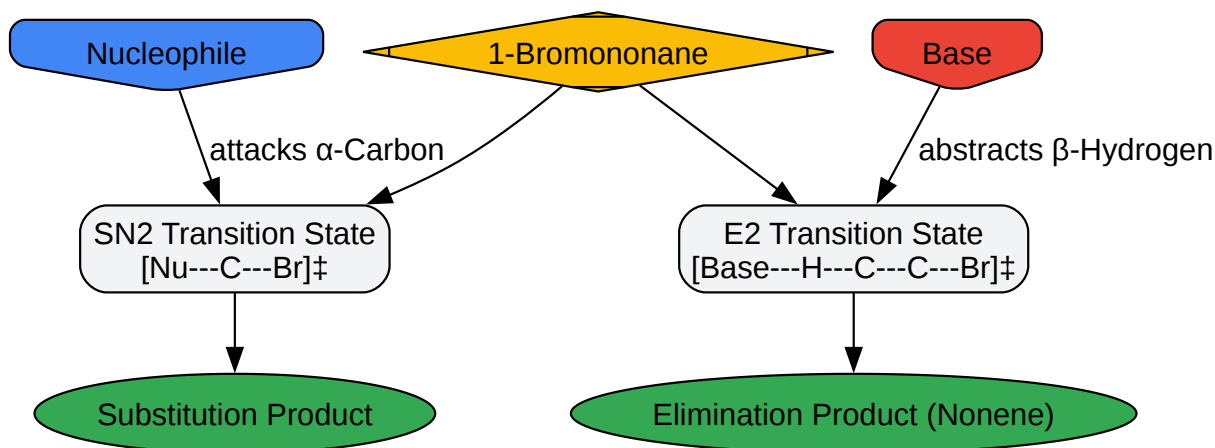 Nucleophile
1-Bromononane
Base
attacks α-Carbon
abstracts β-Hydrogen
SN2 Transition State
[Nu---C---Br]‡
E2 Transition State
[Base---H---C---C---Br]‡
Substitution Product
Elimination Product (Nonene)